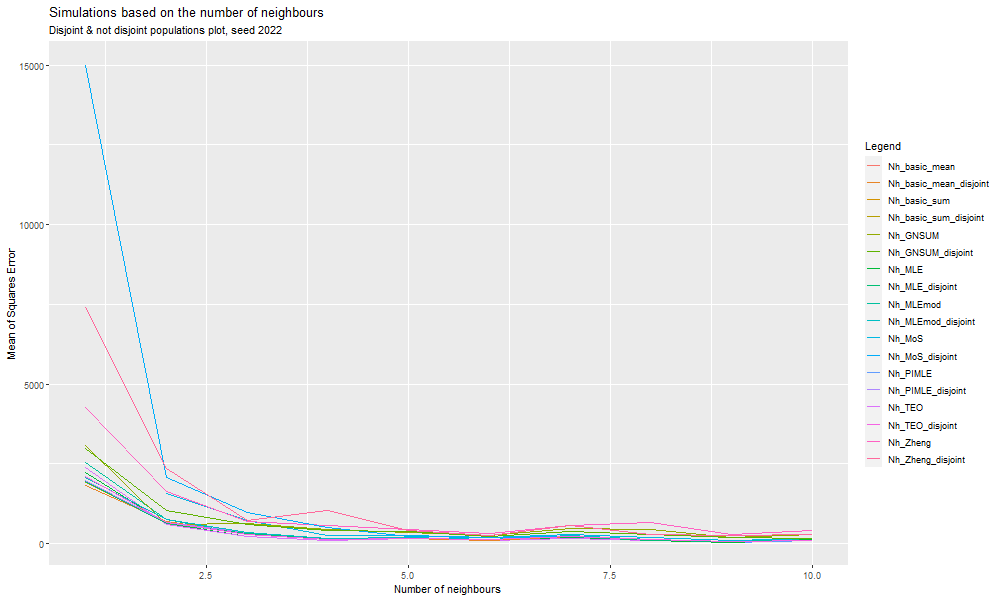 Simulations based on the number of neighbours
Disjoint & not disjoint populations plot, seed 2022
Mean of Squares Error
15000
10000
5000
0
2.5
5.0
7.5
10.0
Number of neighbours
Legend
Nh_basic_mean
Nh_basic_mean_disjoint
Nh_basic_sum
Nh_basic_sum_disjoint
Nh_GNSUM
Nh_GNSUM_disjoint
Nh_MLE
Nh_MLE_disjoint
Nh_MLEmod
Nh_MLEmod_disjoint
Nh_MoS
Nh_MoS_disjoint
Nh_PIMLE
Nh_PIMLE_disjoint
Nh_TEO
Nh_TEO_disjoint
Nh_Zheng
Nh_Zheng_disjoint